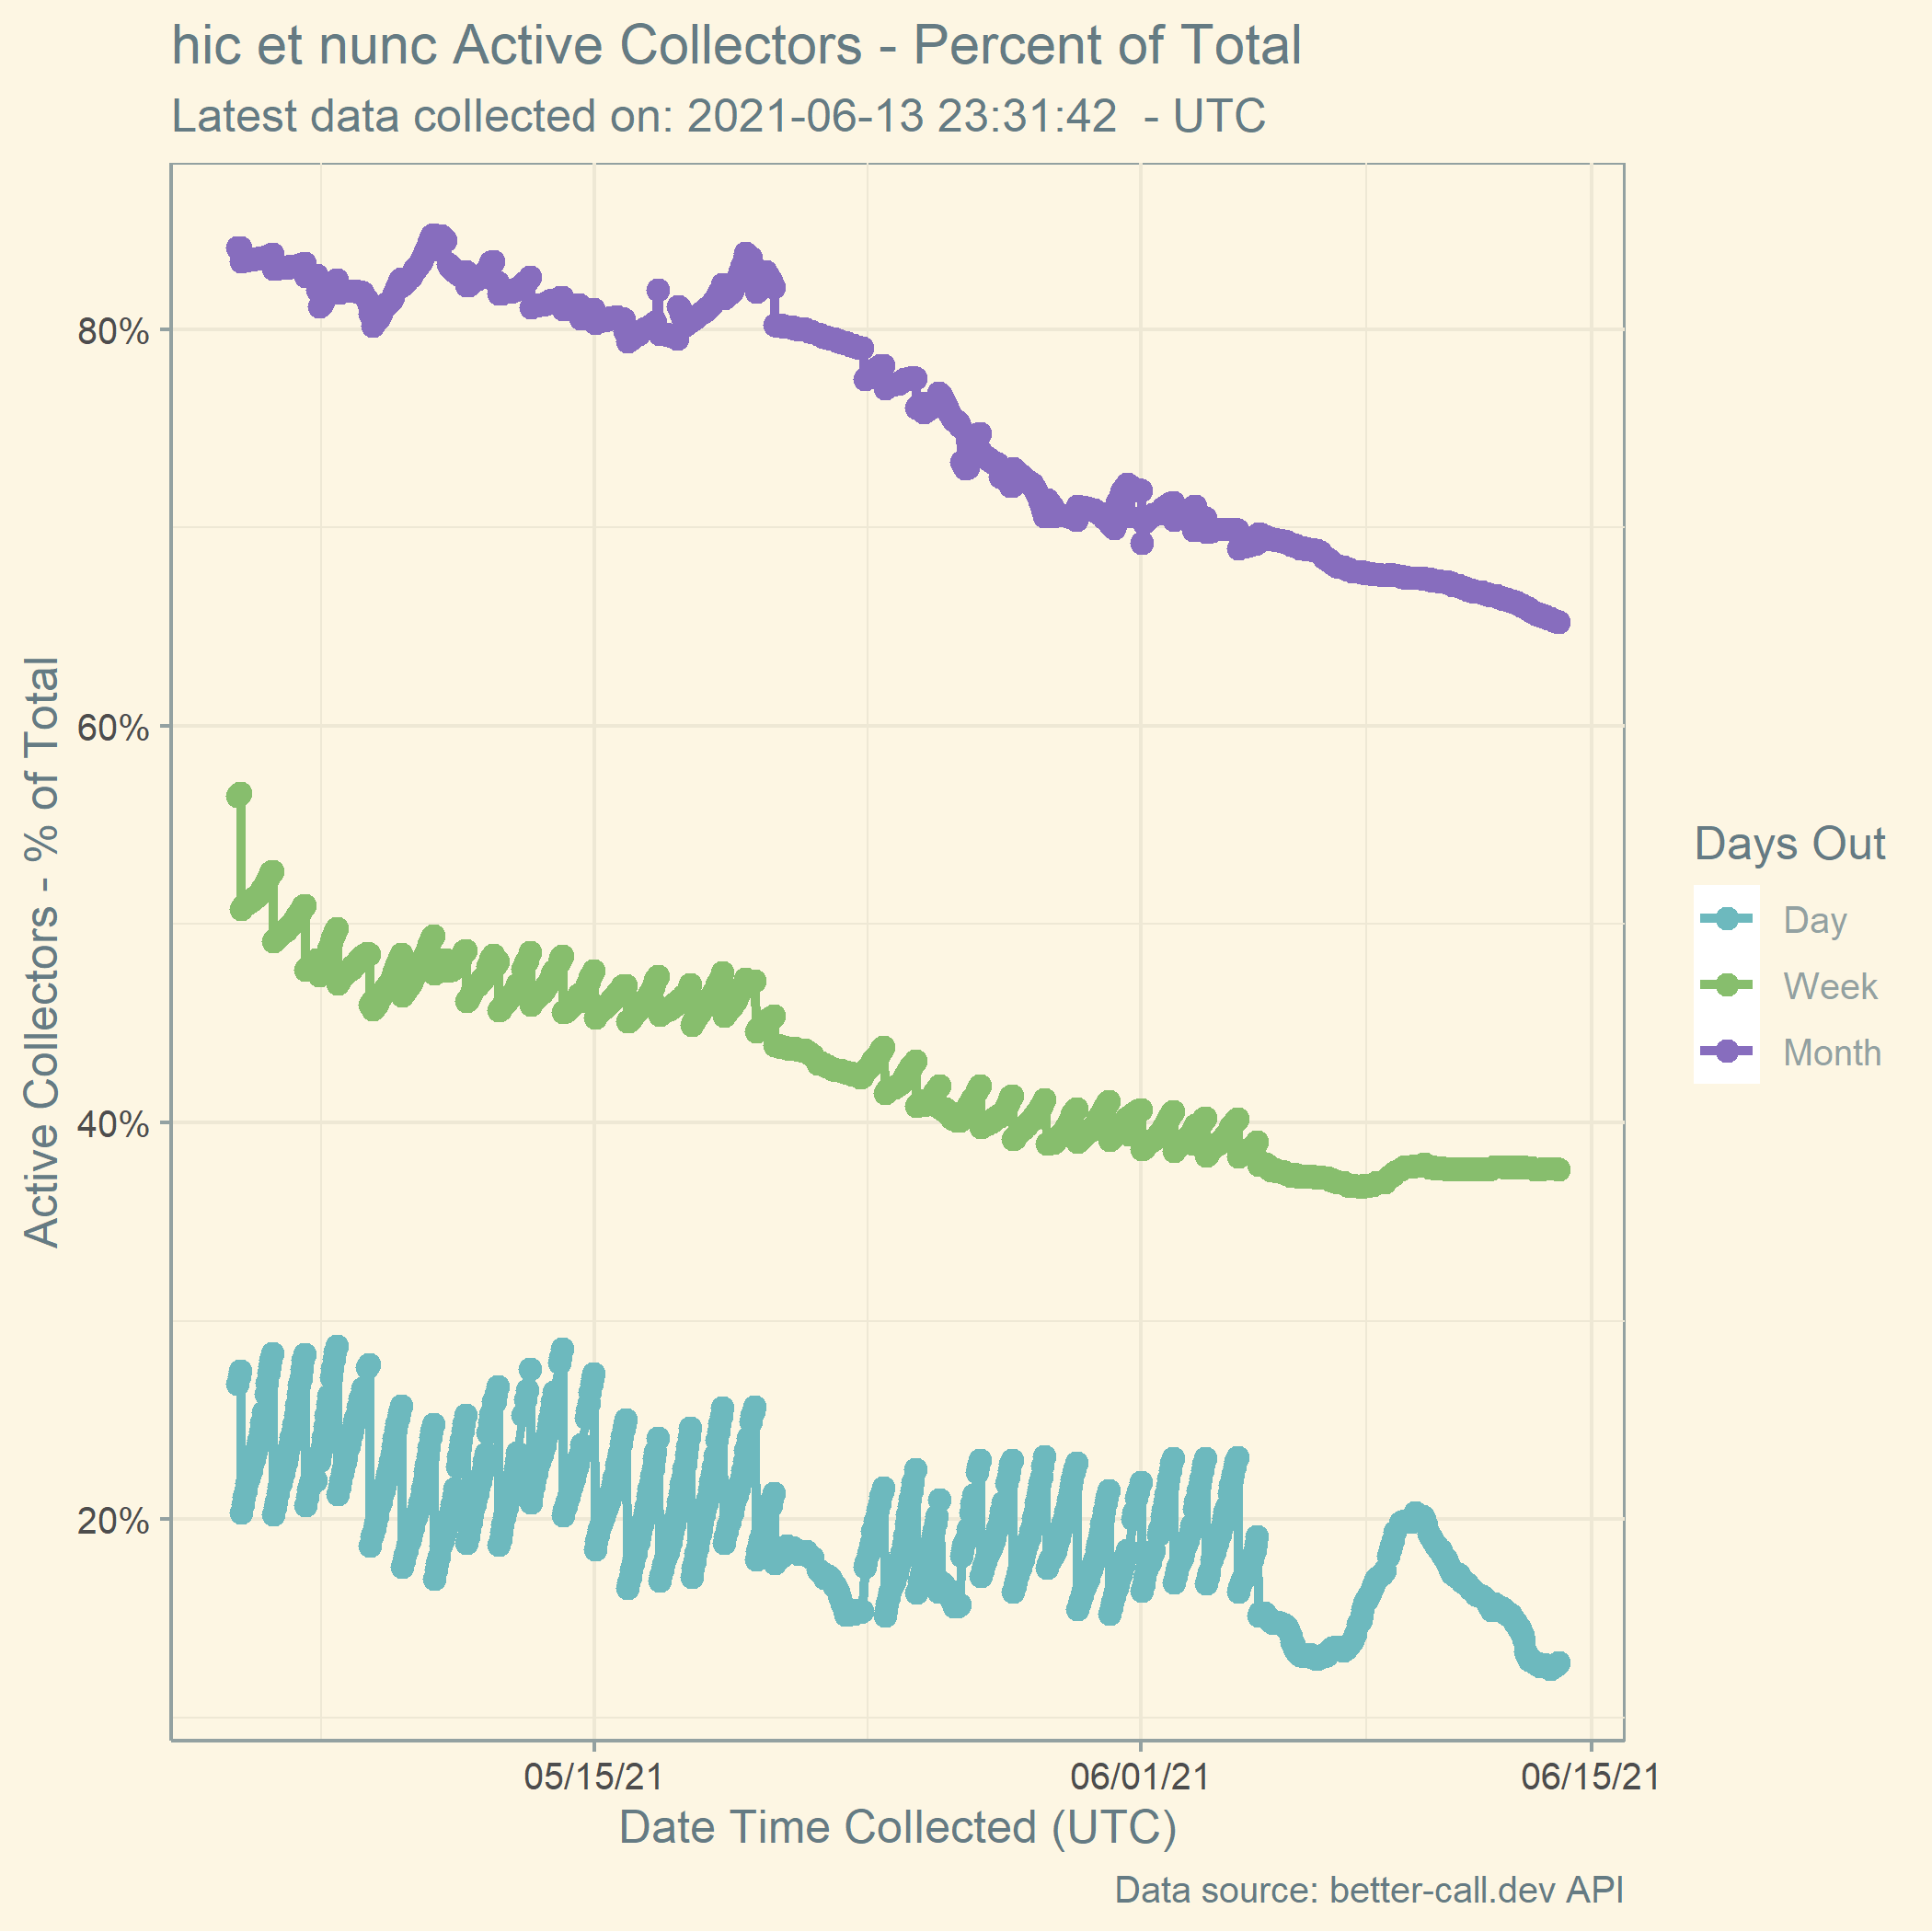 hic et nunc Active Collectors - Percent of Total
Latest data collected on: 2021-06-13 23:31:42  - UTC
Active Collectors - % of Total
80%
60%
40%
20%
Days Out
Day
Week
Month
05/15/21
06/01/21
06/15/21
Date Time Collected (UTC)
Data source: better-call.dev API